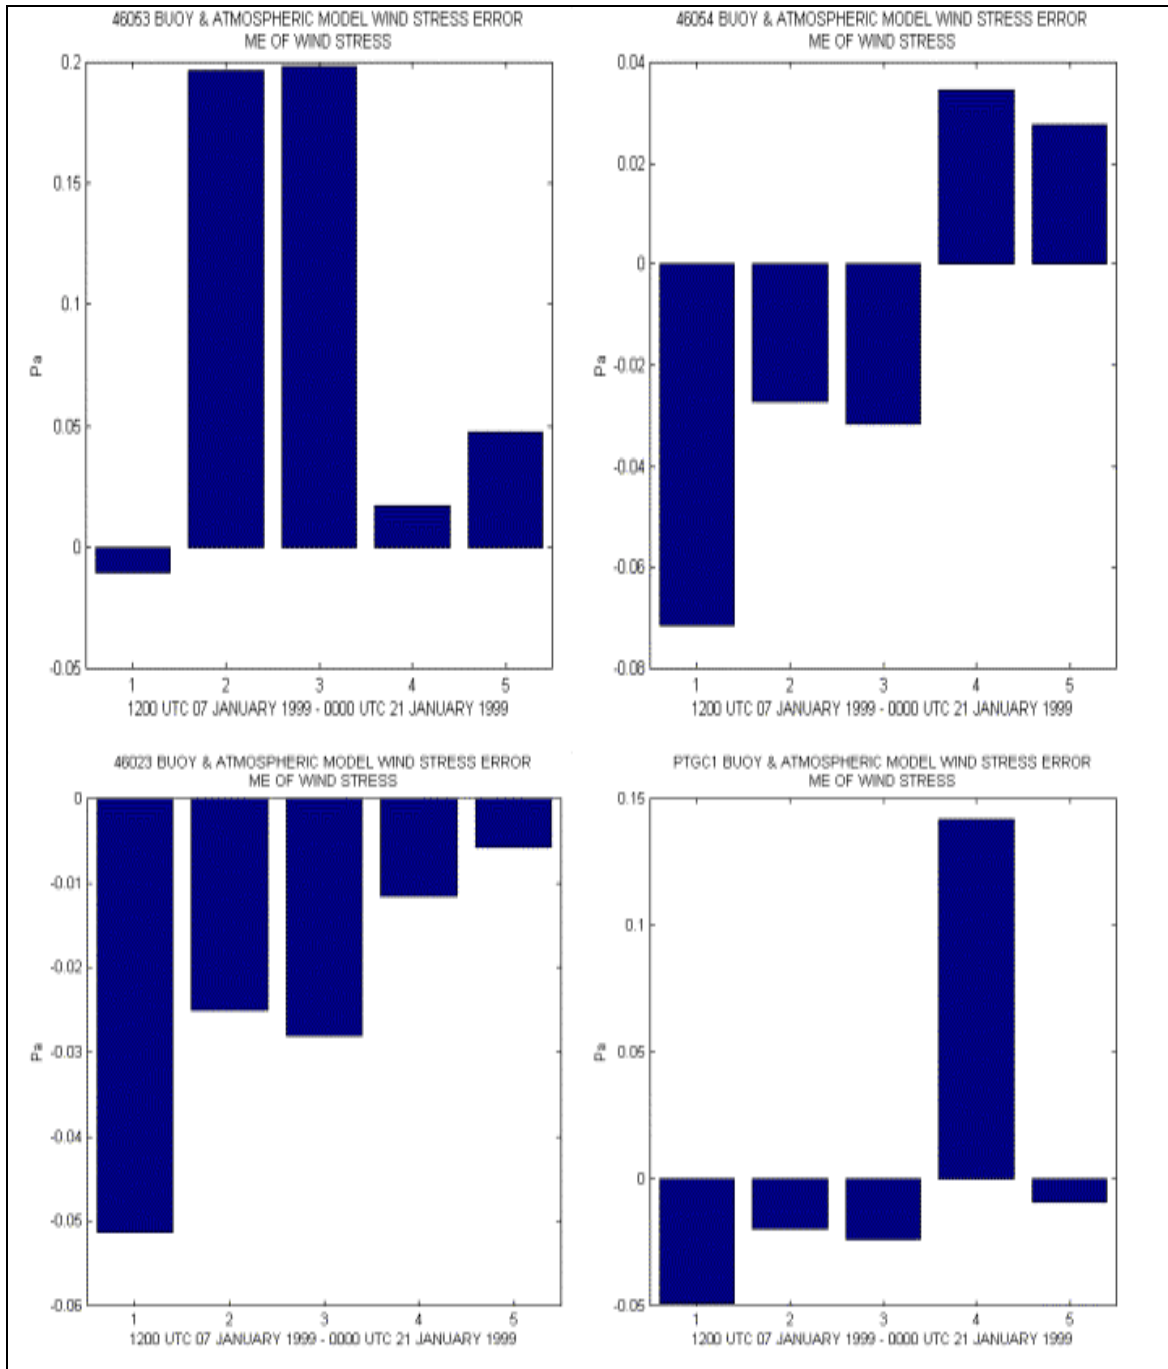 46053 BUOY & ATMOSPHERIC MODEL WIND STRESS ERROR
ME OF WIND STRESS
0.2
0.15
0.1
0.05
0
-0.05
Pa
1 2 3 4 5
1200 UTC 07 JANUARY 1999 - 0000 UTC 21 JANUARY 1999
46054 BUOY & ATMOSPHERIC MODEL WIND STRESS ERROR
ME OF WIND STRESS
0.04
0.02
0
-0.02
-0.04
-0.06
-0.08
Pa
1 2 3 4 5
1200 UTC 07 JANUARY 1999 - 0000 UTC 21 JANUARY 1999
46023 BUOY & ATMOSPHERIC MODEL WIND STRESS ERROR
ME OF WIND STRESS
0
-0.01
-0.02
-0.03
-0.04
-0.05
-0.06
Pa
1 2 3 4 5
1200 UTC 07 JANUARY 1999 - 0000 UTC 21 JANUARY 1999
PTGC1 BUOY & ATMOSPHERIC MODEL WIND STRESS ERROR
ME OF WIND STRESS
0.15
0.1
0.05
0
-0.05
Pa
1 2 3 4 5
1200 UTC 07 JANUARY 1999 - 0000 UTC 21 JANUARY 1999